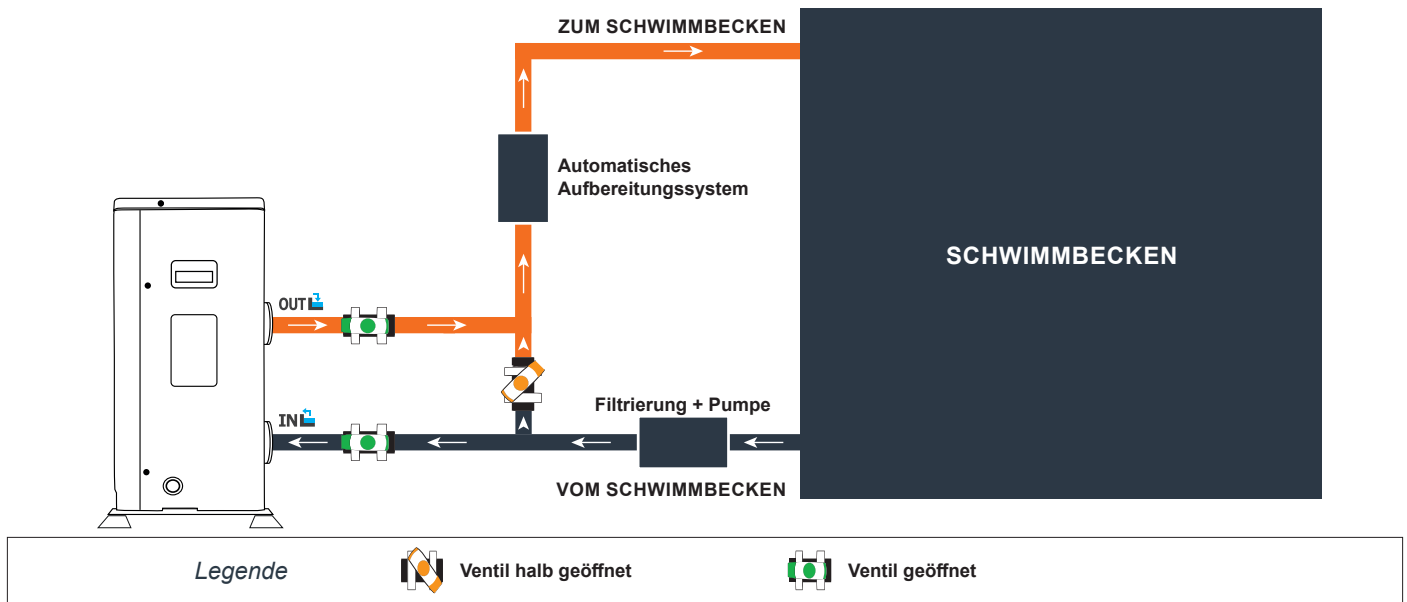 ZUM SCHWIMMBECKEN
Automatisches
Aufbereitungssystem
SCHWIMMBECKEN
OUT
IN
Filtrierung + Pumpe
VOM SCHWIMMBECKEN
Legende
Ventil halb geöffnet
Ventil geöffnet